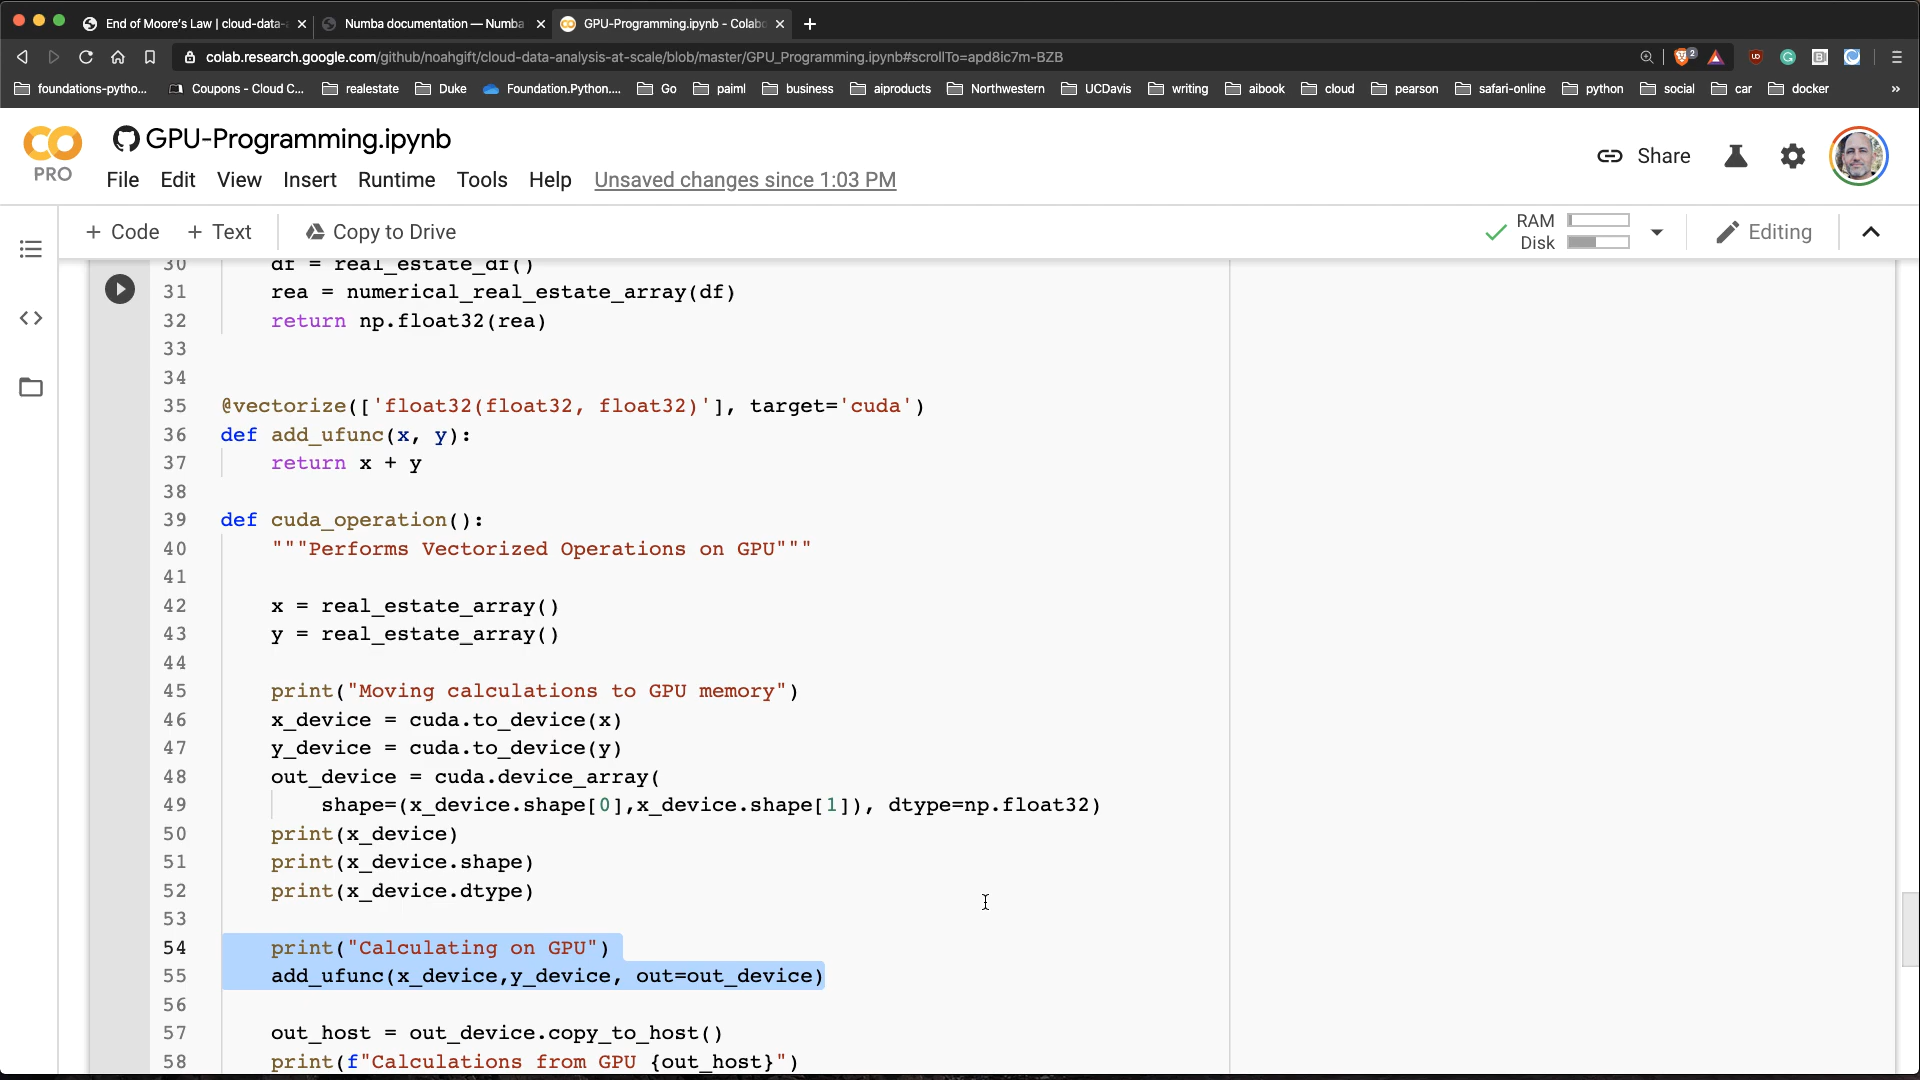 End of Moore's Law | cloud-data-
Numba documentation — Numba
GPU-Programming.ipynb - Colab
colab.research.google.com/github/noahgift/cloud-data-analysis-at-scale/blob/master/GPU_Programming.ipynb#scrollTo=apd8ic7m-BZB
2
foundations-pytho...
Coupons - Cloud C...
realestate
Duke
Foundation.Python....
Go
paiml
business
aiproducts
Northwestern
UCDavis
writing
aibook
cloud
pearson
safari-online
python
social
car
docker
»
CO
PRO
GPU-Programming.ipynb
File Edit View Insert Runtime Tools Help Unsaved changes since 1:03 PM
Share
+ Code + Text Copy to Drive
RAM
Disk
Editing
30 df = real_estate_df()
31 rea = numerical_real_estate_array(df)
32 return np.float32(rea)
33
34
35 @vectorize(['float32(float32, float32)'], target='cuda')
36 def add_ufunc(x, y):
37 return x + y
38
39 def cuda_operation():
40 """Performs Vectorized Operations on GPU"""
41
42 x = real_estate_array()
43 y = real_estate_array()
44
45 print("Moving calculations to GPU memory")
46 x_device = cuda.to_device(x)
47 y_device = cuda.to_device(y)
48 out_device = cuda.device_array(
49 shape=(x_device.shape[0],x_device.shape[1]), dtype=np.float32)
50 print(x_device)
51 print(x_device.shape)
52 print(x_device.dtype)
53
54 print("Calculating on GPU")
55 add_ufunc(x_device,y_device, out=out_device)
56
57 out_host = out_device.copy_to_host()
58 print(f"Calculations from GPU {out_host}")